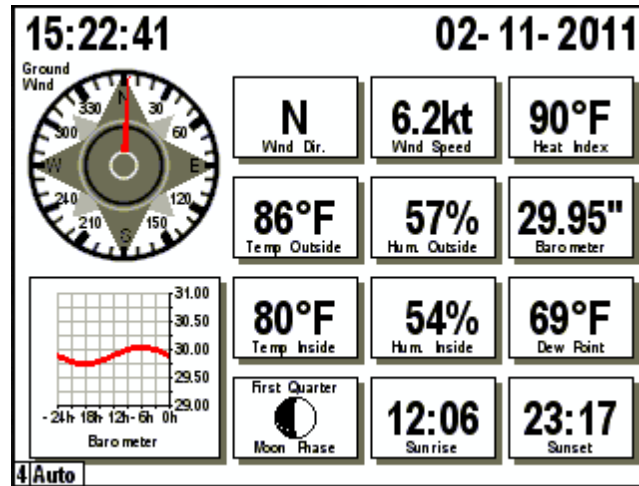 15:22:41
02-11-2011
Ground
Wind
N
30
60
E
120
150
S
210
240
W
300
330
N
Wind Dir.
6.2kt
Wind Speed
90°F
Heat Index
86°F
Temp Outside
57%
Hum. Outside
29.95"
Barometer
31.00
30.50
30.00
29.50
29.00
-24h -18h -12h -6h 0h
Barometer
80°F
Temp Inside
54%
Hum. Inside
69°F
Dew Point
First Quarter
Moon Phase
12:06
Sunrise
23:17
Sunset
4 Auto